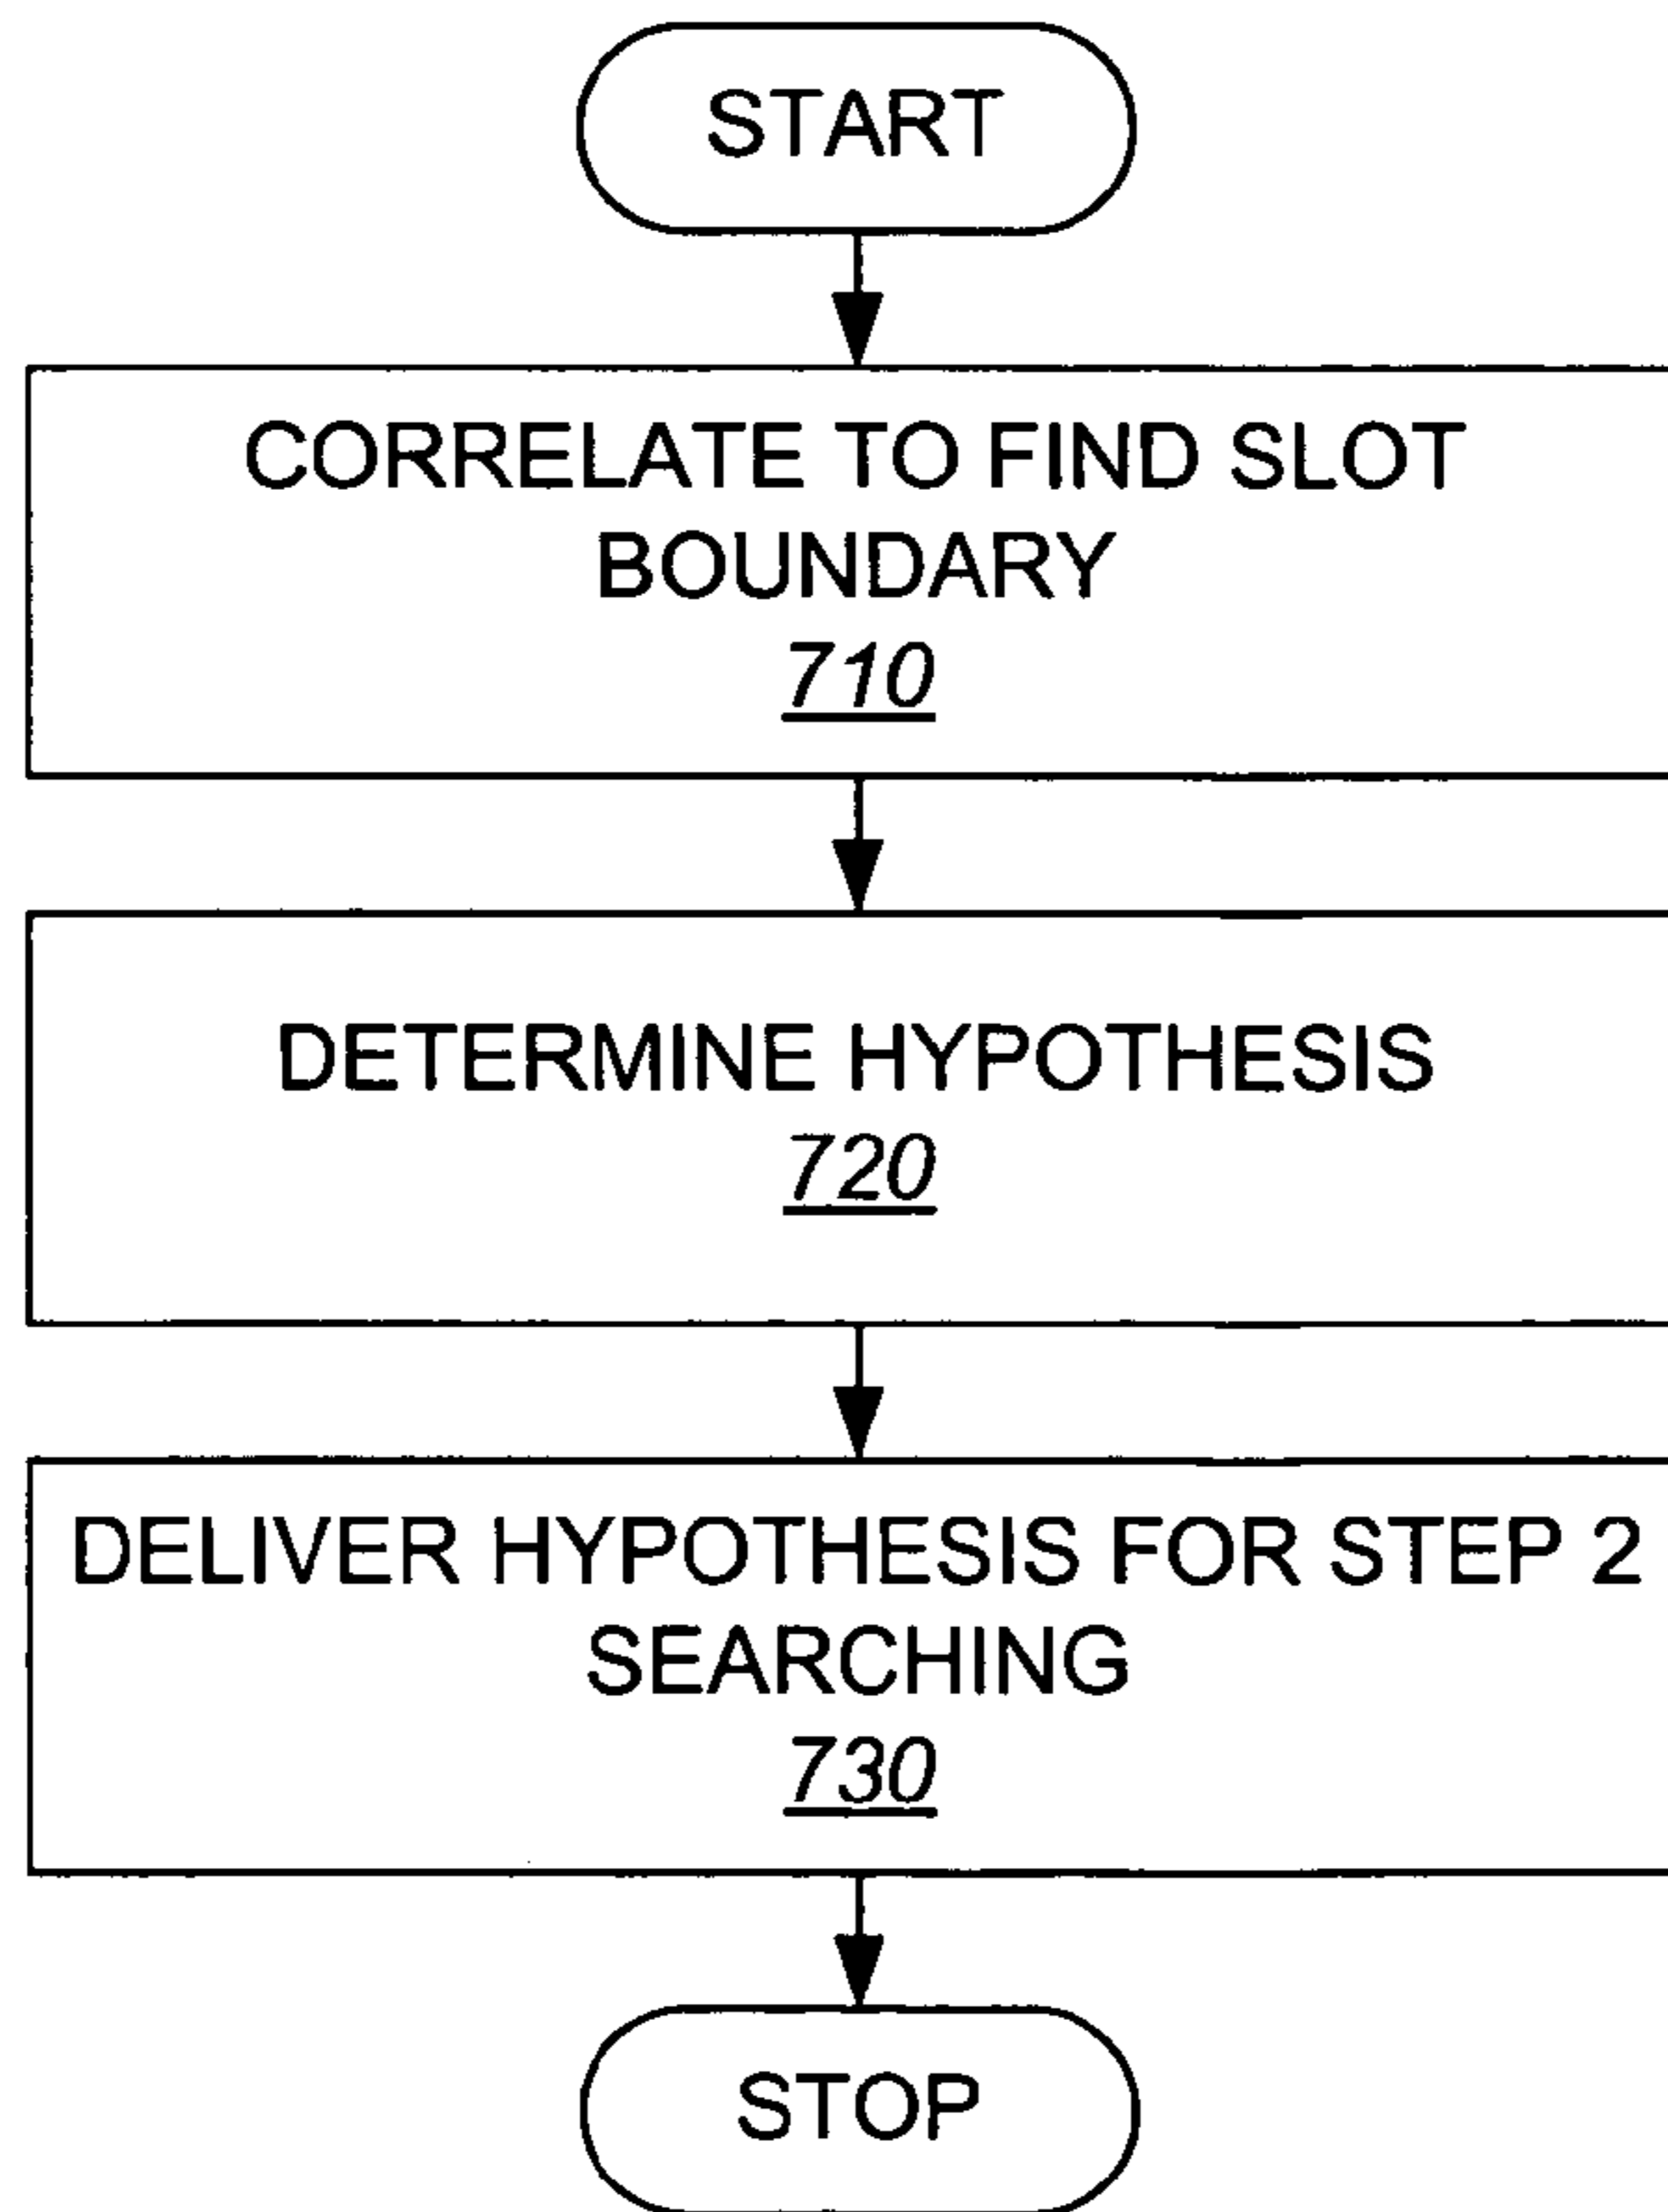 START
CORRELATE TO FIND SLOT
BOUNDARY
710
DETERMINE HYPOTHESIS
720
DELIVER HYPOTHESIS FOR STEP 2
SEARCHING
730
STOP